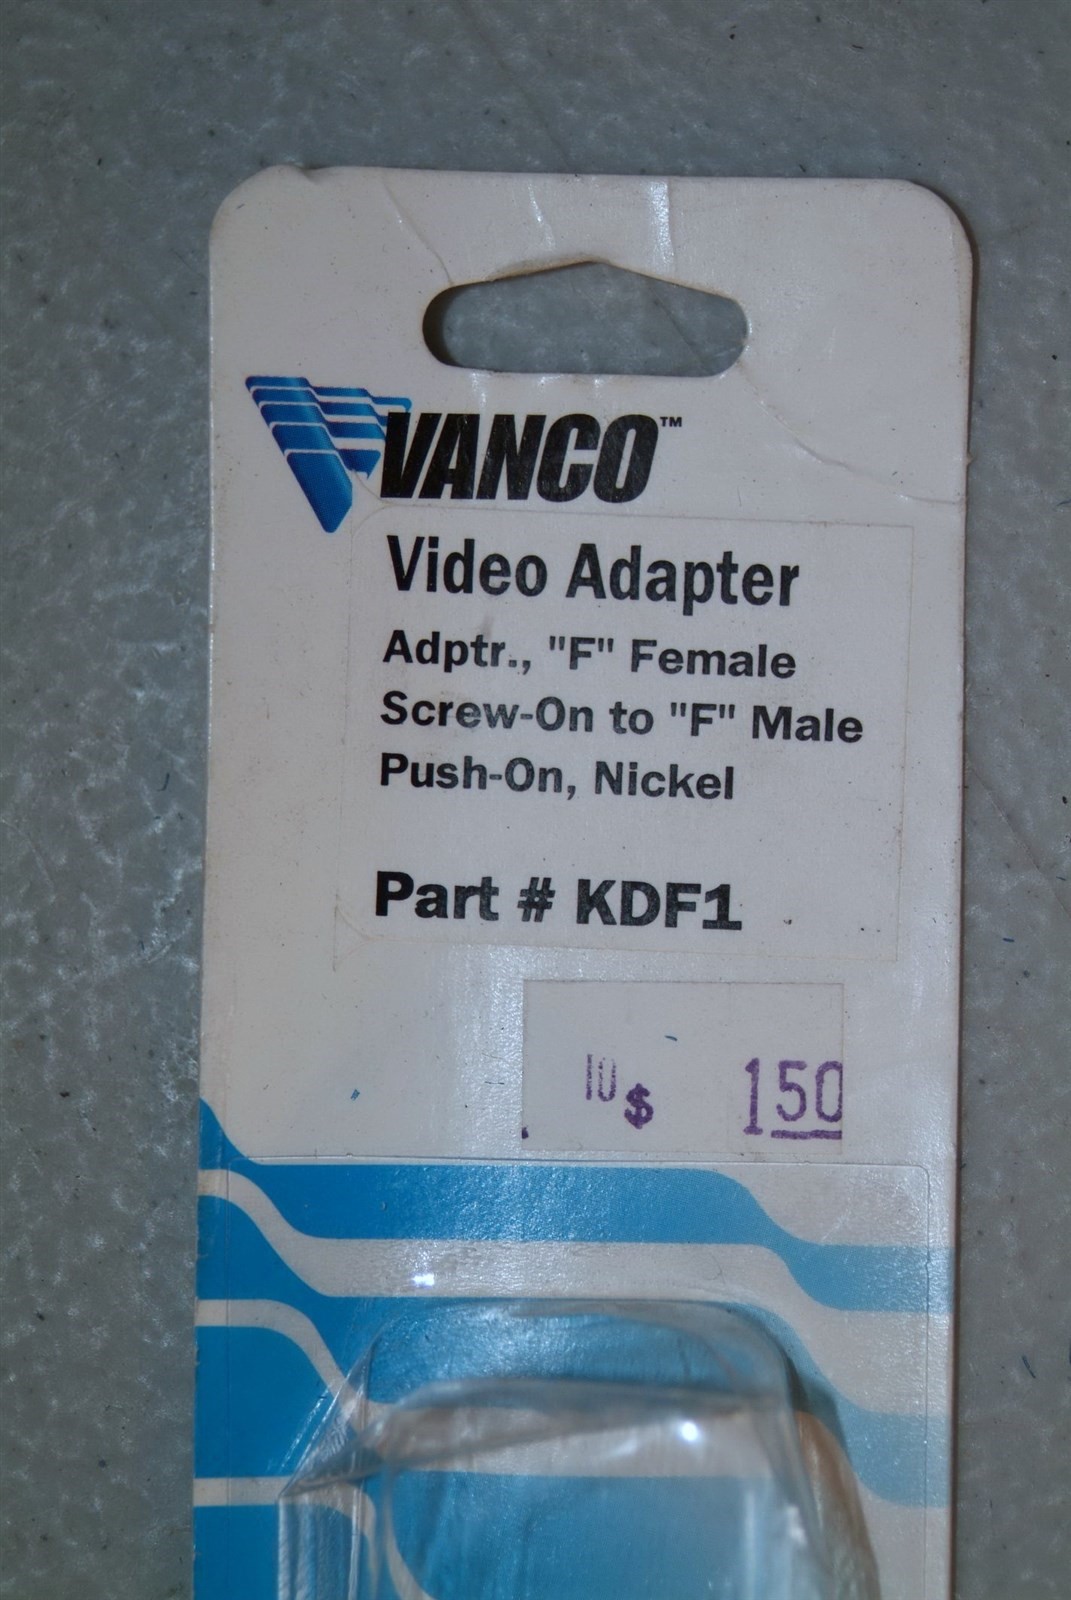 VANCO™
Video Adapter
Adptr., "F" Female
Screw-On to "F" Male
Push-On, Nickel
Part # KDF1
10 $ 150